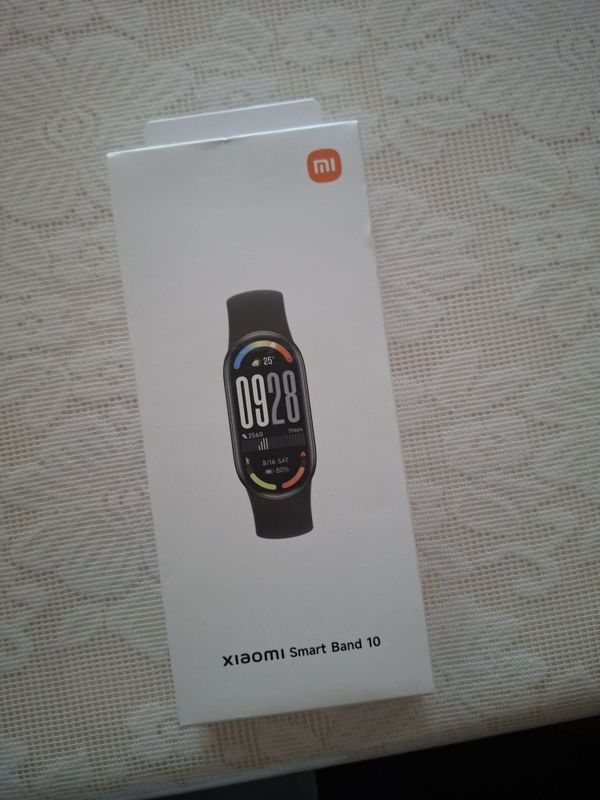 mi
25°
0928
2560
Steps
8/16 SAT
80%
xiaomi Smart Band 10